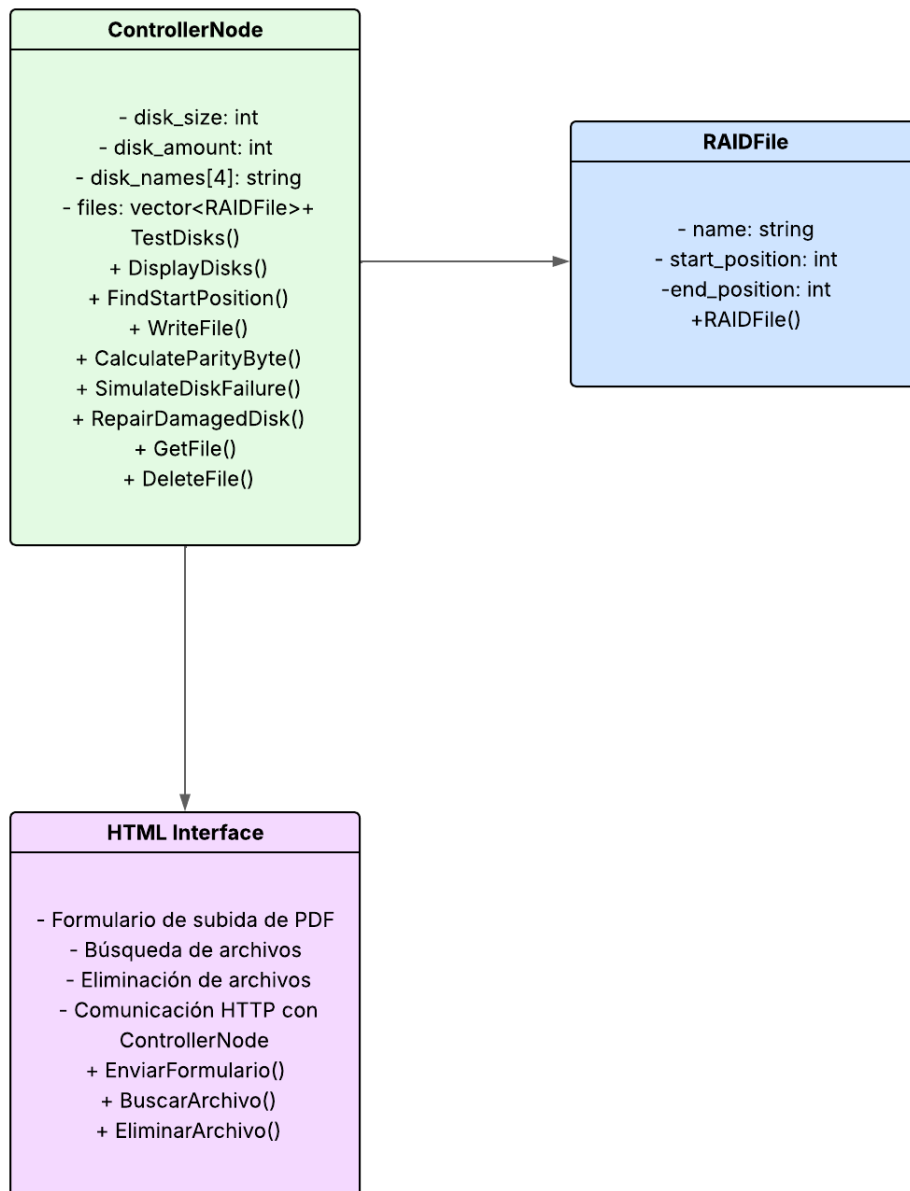 ControllerNode
- disk_size: int
- disk_amount: int
- disk_names[4]: string
- files: vector<RAIDFile>+
TestDisks()
+ DisplayDisks()
+ FindStartPosition()
+ WriteFile()
+ CalculateParityByte()
+ SimulateDiskFailure()
+ RepairDamagedDisk()
+ GetFile()
+ DeleteFile()
RAIDFile
- name: string
- start_position: int
-end_position: int
+RAIDFile()
HTML Interface
- Formulario de subida de PDF
- Búsqueda de archivos
- Eliminación de archivos
- Comunicación HTTP con
ControllerNode
+ EnviarFormulario()
+ BuscarArchivo()
+ EliminarArchivo()